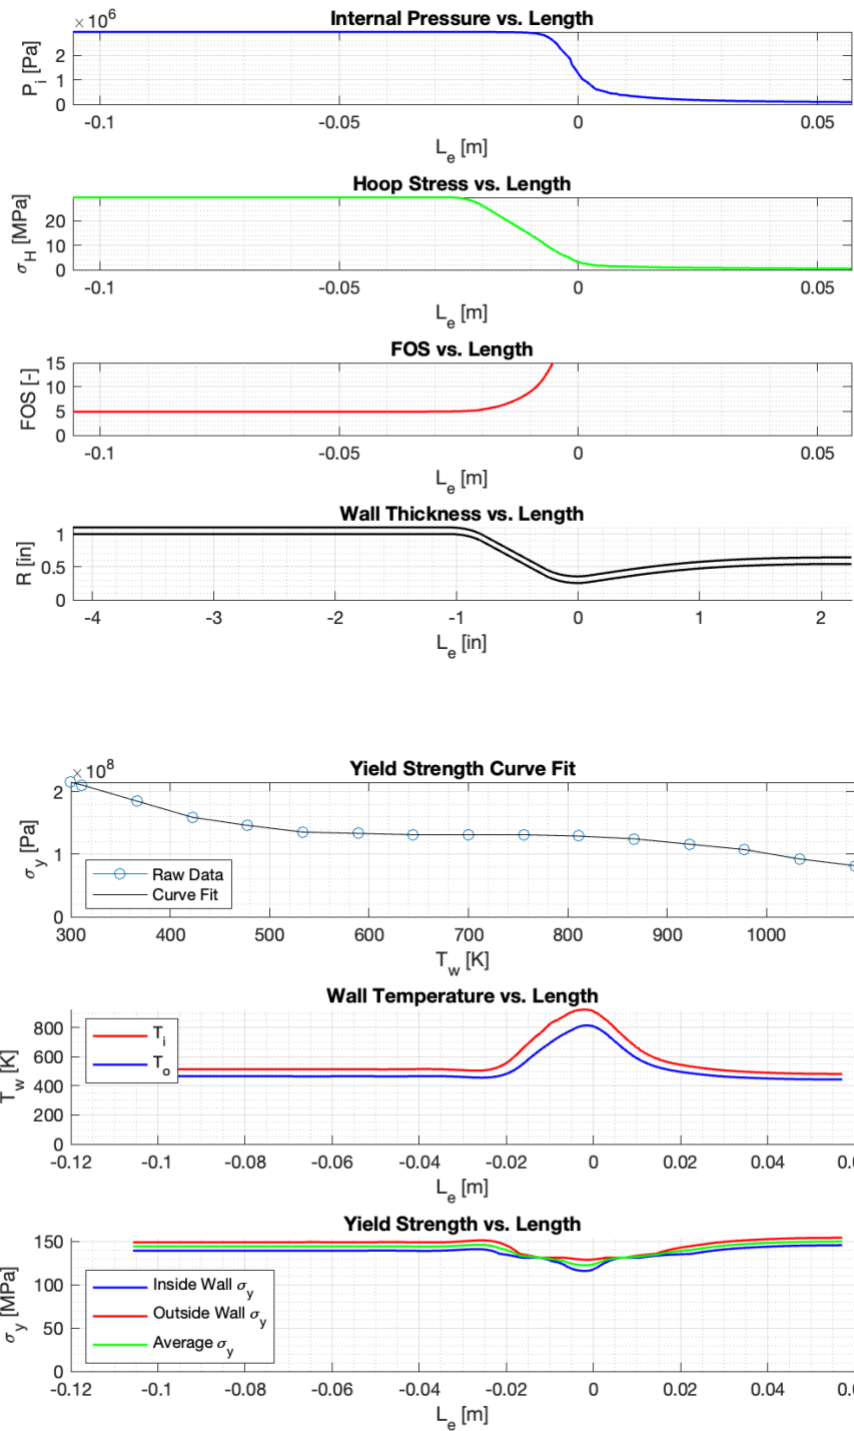 Internal Pressure vs. Length
× 10⁶
P_i [Pa]
2
1
0
-0.1 -0.05 0 0.05
L_e [m]
Hoop Stress vs. Length
σ_H [MPa]
20
10
0
-0.1 -0.05 0 0.05
L_e [m]
FOS vs. Length
FOS [-]
15
10
5
0
-0.1 -0.05 0 0.05
L_e [m]
Wall Thickness vs. Length
R [in]
1
0.5
0
-4 -3 -2 -1 0 1 2
L_e [in]
Yield Strength Curve Fit
× 10⁸
σ_y [Pa]
2
1
0
Raw Data
Curve Fit
300 400 500 600 700 800 900 1000
T_w [K]
Wall Temperature vs. Length
T_w [K]
800
600
400
200
0
T_i
T_o
-0.12 -0.1 -0.08 -0.06 -0.04 -0.02 0 0.02 0.04
L_e [m]
Yield Strength vs. Length
σ_y [MPa]
150
100
50
0
Inside Wall σ_y
Outside Wall σ_y
Average σ_y
-0.12 -0.1 -0.08 -0.06 -0.04 -0.02 0 0.02 0.04
L_e [m]